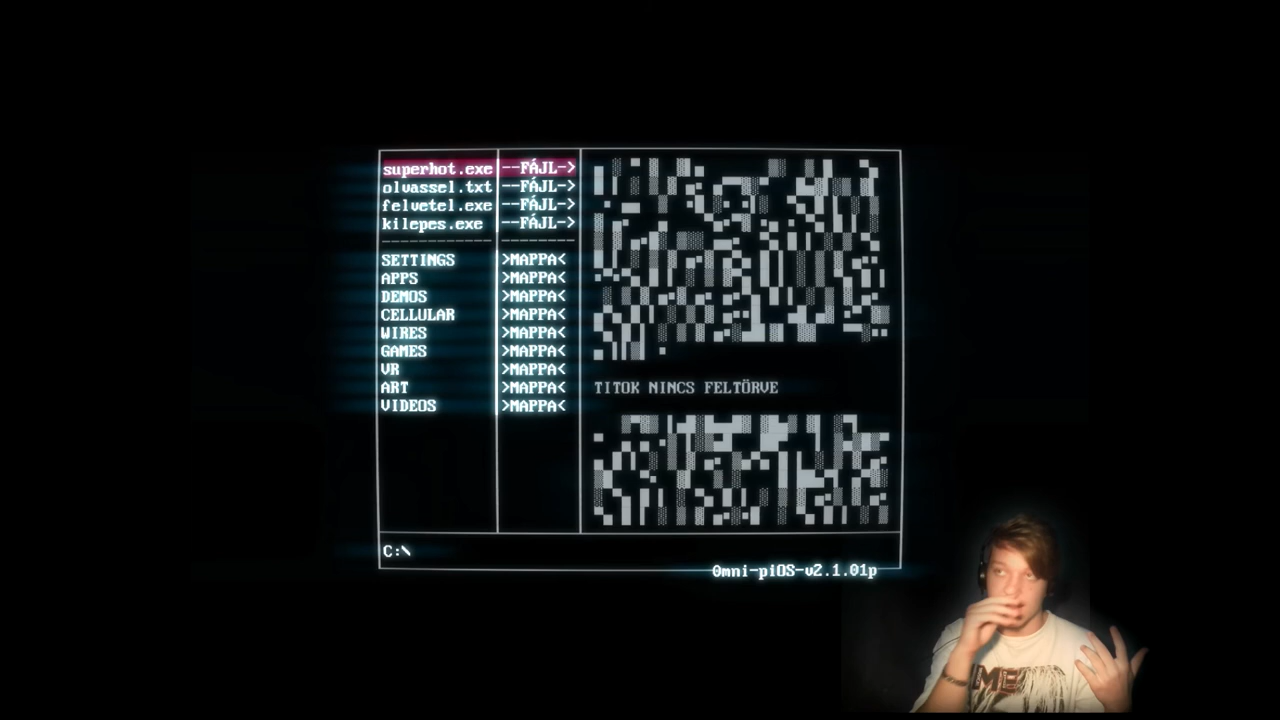 superhot.exe --FÁJL->
olvassel.txt --FÁJL->
felvetel.exe --FÁJL->
kilepes.exe --FÁJL->
SETTINGS >MAPPA<
APPS >MAPPA<
DEMOS >MAPPA<
CELLULAR >MAPPA<
WIRES >MAPPA<
GAMES >MAPPA<
VR >MAPPA<
ART >MAPPA<
VIDEOS >MAPPA<
TITOK NINCS FELTÖRVE
C:\
Omni-piOS-v2.1.01p